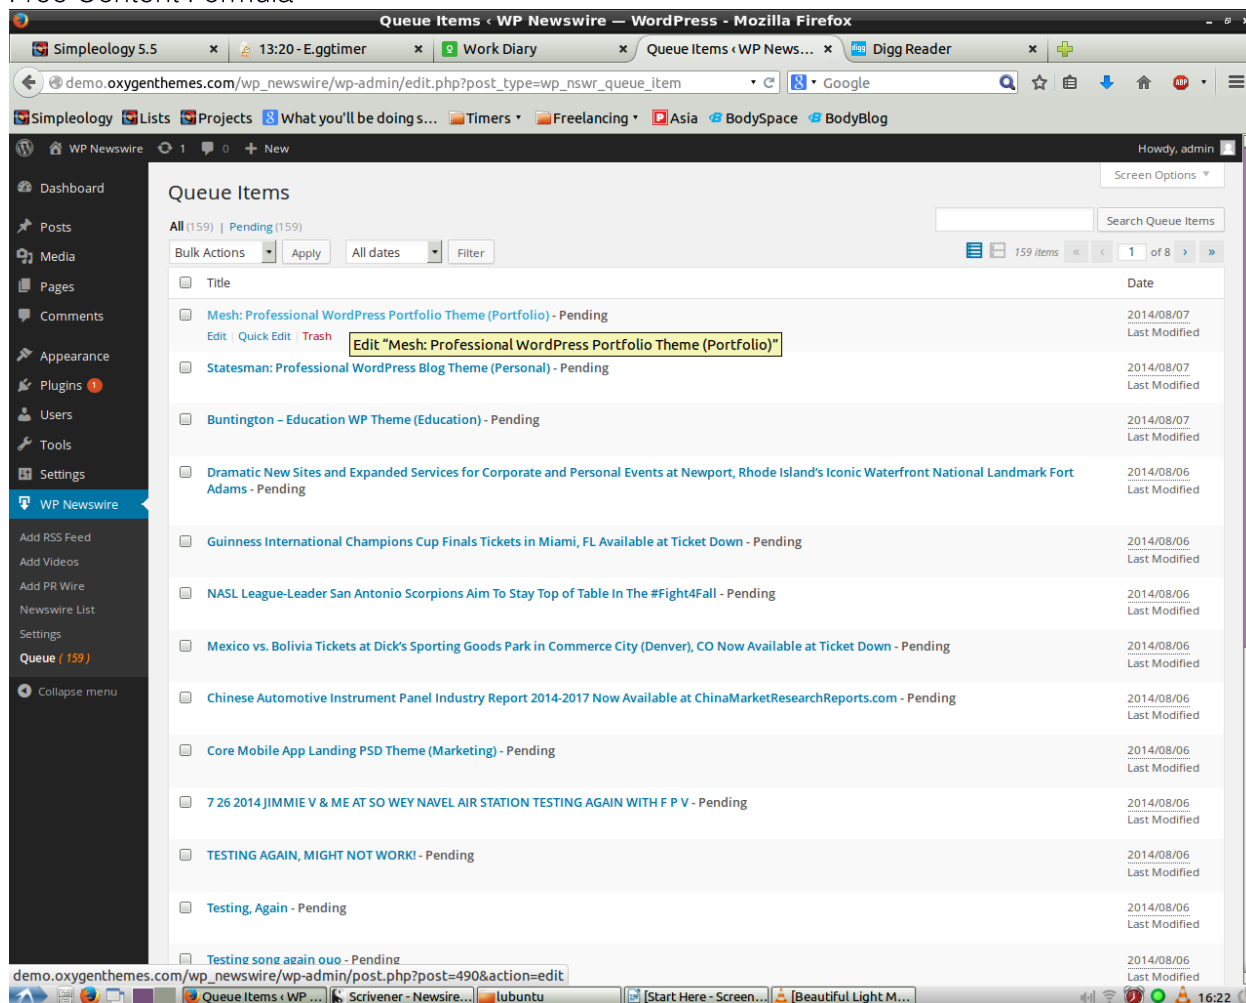 Free Content Formula
Queue Items ‹ WP Newswire — WordPress - Mozilla Firefox
Simpleology 5.5
13:20 - E.ggtimer
Work Diary
Queue Items ‹ WP News...
Digg Reader
demo.oxygenthemes.com/wp_newswire/wp-admin/edit.php?post_type=wp_nswr_queue_item
Google
ABP
Simpleology
Lists
Projects
What you'll be doing s...
Timers
Freelancing
Asia
BodySpace
BodyBlog
WP Newswire
1
0
New
Howdy, admin
Dashboard
Posts
Media
Pages
Comments
Appearance
Plugins 1
Users
Tools
Settings
WP Newswire
Add RSS Feed
Add Videos
Add PR Wire
Newswire List
Settings
Queue ( 159 )
Collapse menu
Screen Options
Queue Items
All (159) | Pending (159)
Search Queue Items
Bulk Actions
Apply
All dates
Filter
159 items « ‹ 1 of 8 › »
Title
Date
Mesh: Professional WordPress Portfolio Theme (Portfolio) - Pending
2014/08/07
Edit | Quick Edit | Trash
Last Modified
Edit “Mesh: Professional WordPress Portfolio Theme (Portfolio)”
Statesman: Professional WordPress Blog Theme (Personal) - Pending
2014/08/07
Last Modified
Buntington – Education WP Theme (Education) - Pending
2014/08/07
Last Modified
Dramatic New Sites and Expanded Services for Corporate and Personal Events at Newport, Rhode Island’s Iconic Waterfront National Landmark Fort
Adams - Pending
2014/08/06
Last Modified
Guinness International Champions Cup Finals Tickets in Miami, FL Available at Ticket Down - Pending
2014/08/06
Last Modified
NASL League-Leader San Antonio Scorpions Aim To Stay Top of Table In The #Fight4Fall - Pending
2014/08/06
Last Modified
Mexico vs. Bolivia Tickets at Dick’s Sporting Goods Park in Commerce City (Denver), CO Now Available at Ticket Down - Pending
2014/08/06
Last Modified
Chinese Automotive Instrument Panel Industry Report 2014-2017 Now Available at ChinaMarketResearchReports.com - Pending
2014/08/06
Last Modified
Core Mobile App Landing PSD Theme (Marketing) - Pending
2014/08/06
Last Modified
7 26 2014 JIMMIE V & ME AT SO WEY NAVEL AIR STATION TESTING AGAIN WITH F P V - Pending
2014/08/06
Last Modified
TESTING AGAIN, MIGHT NOT WORK! - Pending
2014/08/06
Last Modified
Testing, Again - Pending
2014/08/06
Last Modified
Testing song again ouo - Pending
2014/08/06
Last Modified
demo.oxygenthemes.com/wp_newswire/wp-admin/post.php?post=490&action=edit
Queue Items ‹ WP ...
Scrivener - Newsire...
lubuntu
[Start Here - Screen...
[Beautiful Light M...
16:22